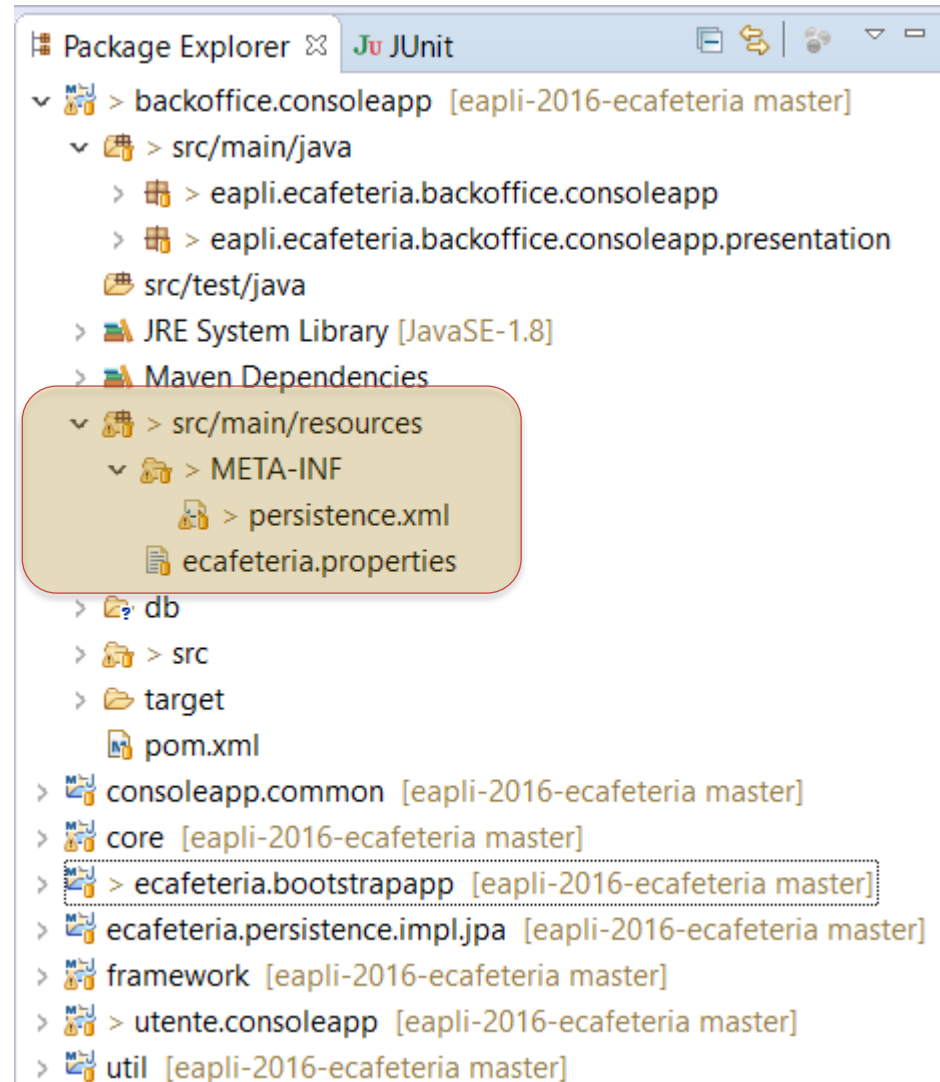 Package Explorer JUnit
> backoffice.consoleapp [eapli-2016-ecafeteria master]
> src/main/java
> eapli.ecafeteria.backoffice.consoleapp
> eapli.ecafeteria.backoffice.consoleapp.presentation
src/test/java
JRE System Library [JavaSE-1.8]
Maven Dependencies
> src/main/resources
> META-INF
> persistence.xml
ecafeteria.properties
db
> src
target
pom.xml
consoleapp.common [eapli-2016-ecafeteria master]
core [eapli-2016-ecafeteria master]
> ecafeteria.bootstrapapp [eapli-2016-ecafeteria master]
ecafeteria.persistence.impl.jpa [eapli-2016-ecafeteria master]
framework [eapli-2016-ecafeteria master]
> utente.consoleapp [eapli-2016-ecafeteria master]
util [eapli-2016-ecafeteria master]